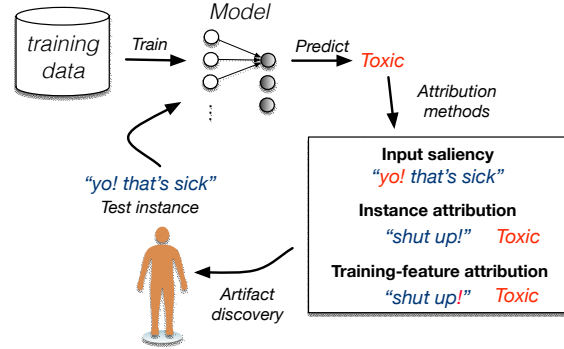 training
data
Train
Model
Predict
Toxic
Attribution
methods
Input saliency
“yo! that’s sick”
Instance attribution
“shut up!” Toxic
Training-feature attribution
“shut up!” Toxic
“yo! that’s sick”
Test instance
Artifact
discovery